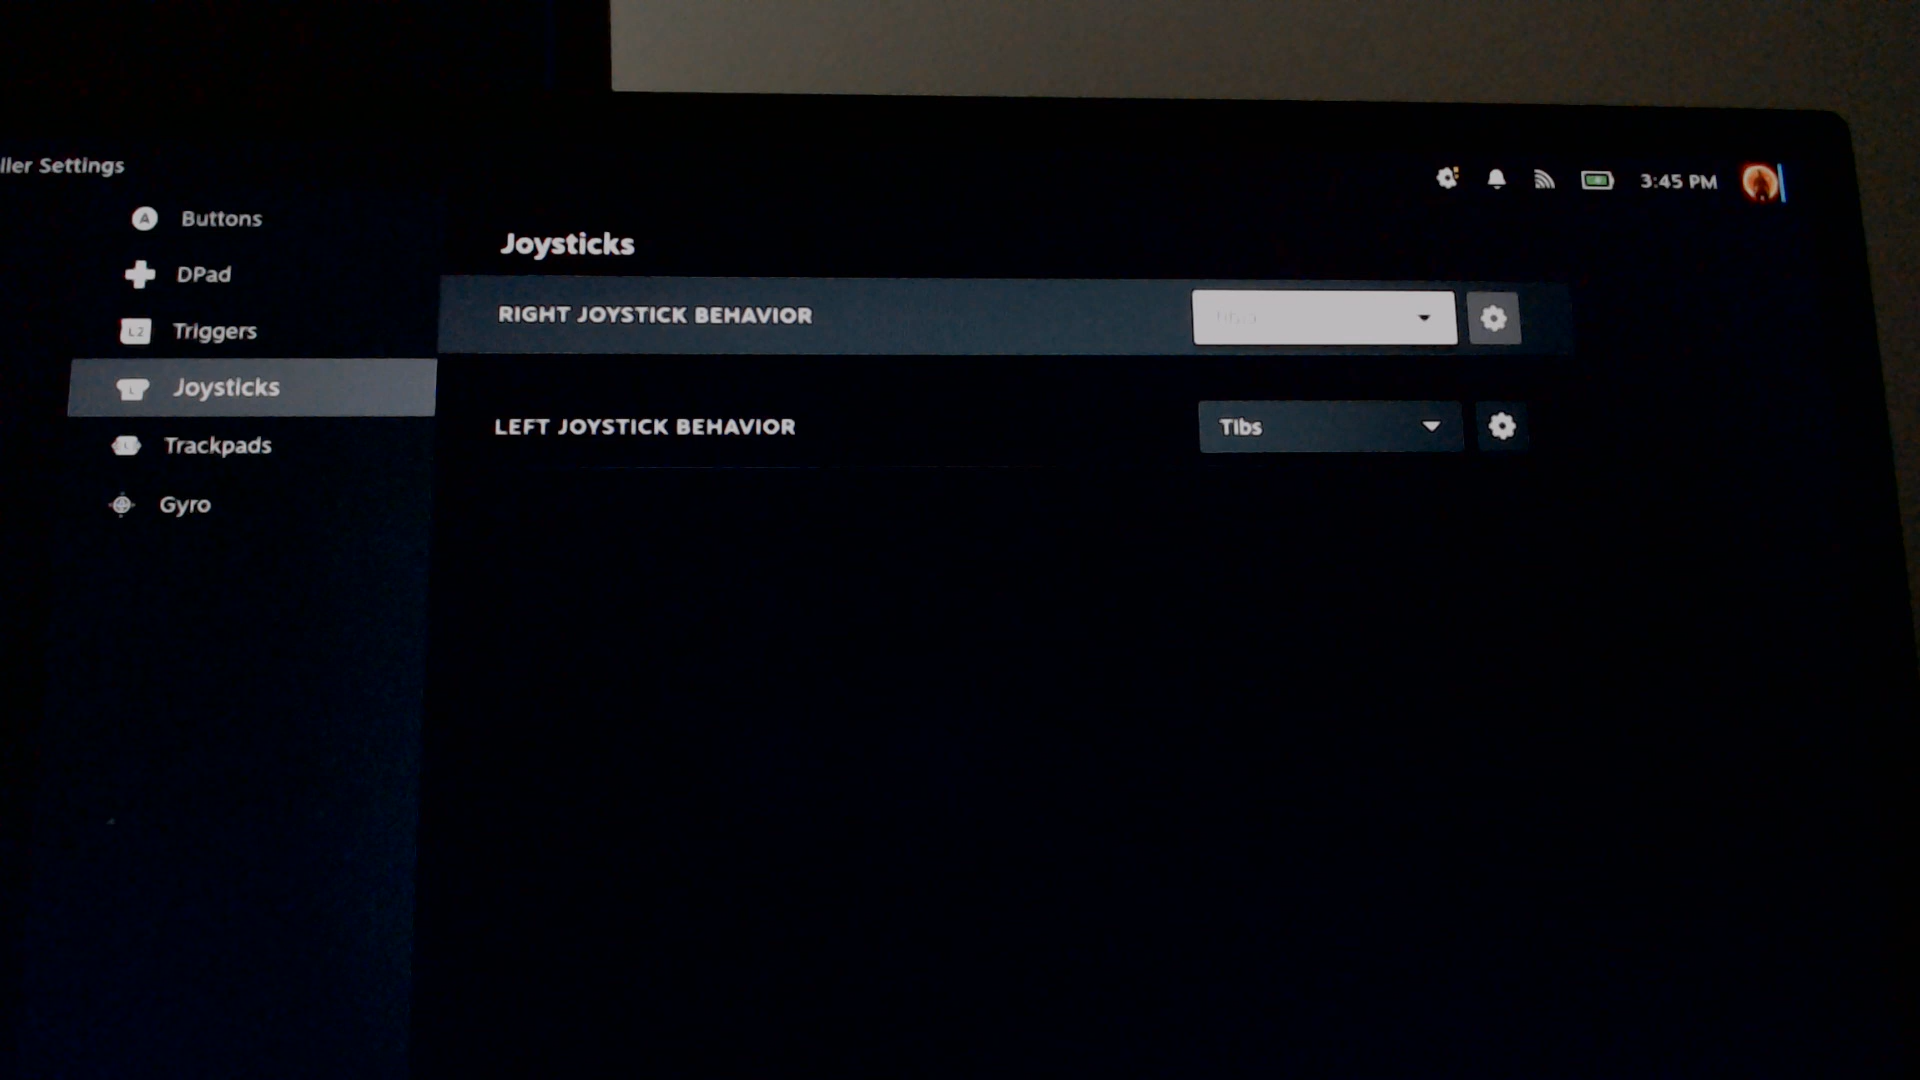 ller Settings
3:45 PM
A Buttons
DPad
L2 Triggers
L Joysticks
Trackpads
Gyro
Joysticks
RIGHT JOYSTICK BEHAVIOR
LEFT JOYSTICK BEHAVIOR
Tibs